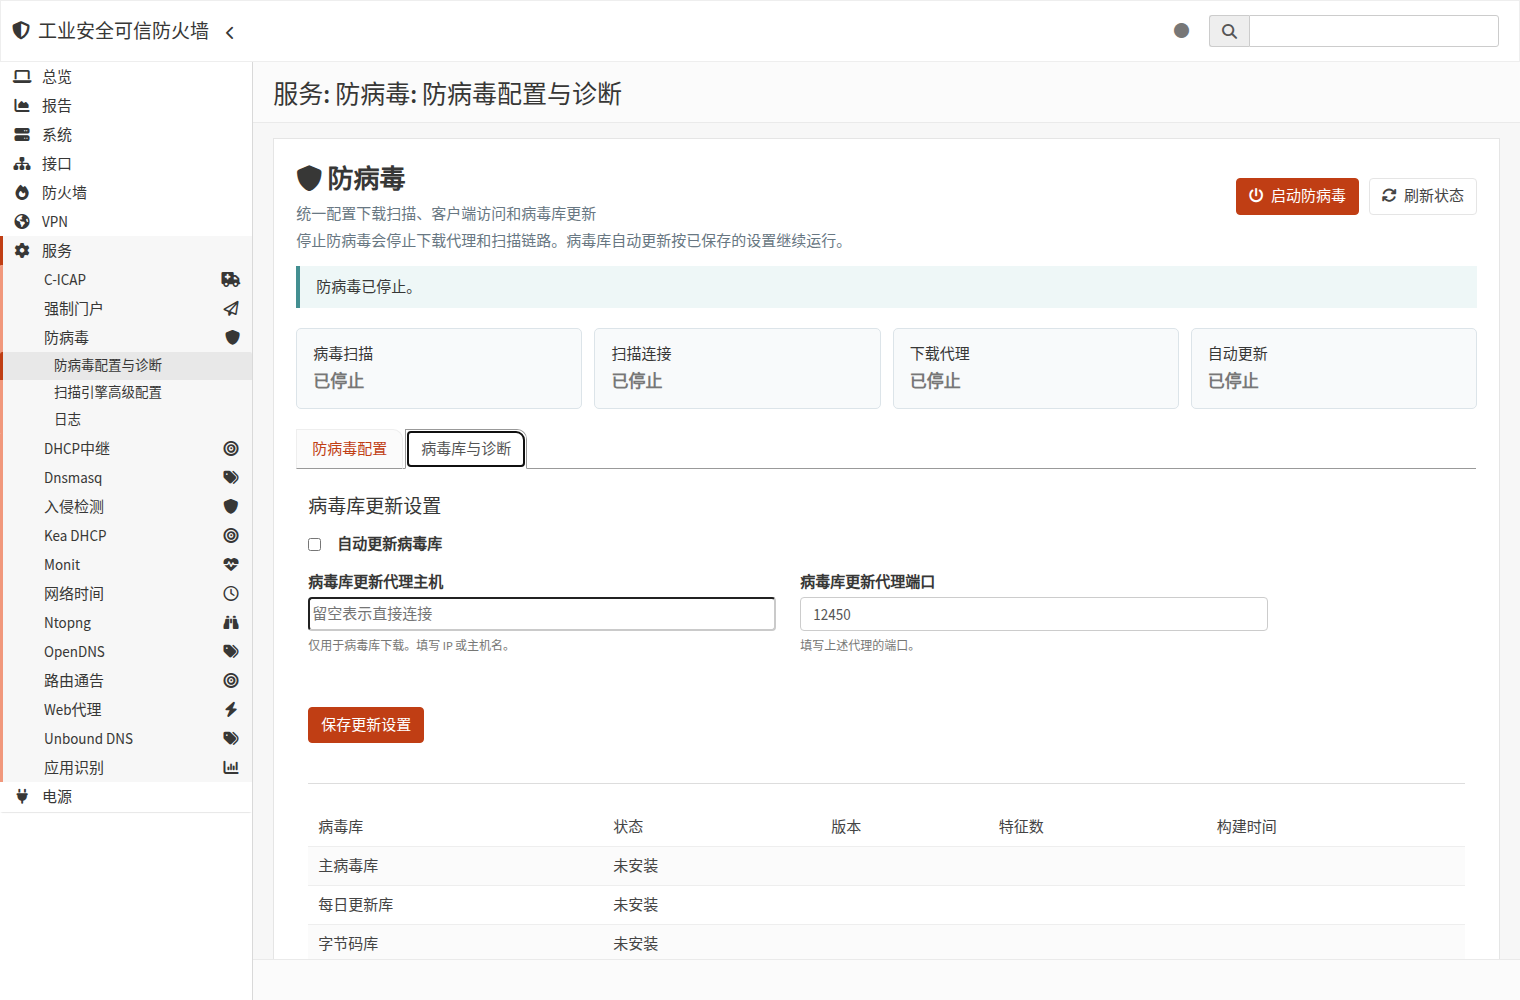 工业安全可信防火墙
总览
报告
系统
接口
防火墙
VPN
服务
C-ICAP
强制门户
防病毒
防病毒配置与诊断
扫描引擎高级配置
日志
DHCP中继
Dnsmasq
入侵检测
Kea DHCP
Monit
网络时间
Ntopng
OpenDNS
路由通告
Web代理
Unbound DNS
应用识别
电源
服务: 防病毒: 防病毒配置与诊断
防病毒
统一配置下载扫描、客户端访问和病毒库更新
停止防病毒会停止下载代理和扫描链路。病毒库自动更新按已保存的设置继续运行。
启动防病毒 刷新状态
防病毒已停止。
病毒扫描 扫描连接 下载代理 自动更新
已停止 已停止 已停止 已停止
防病毒配置 病毒库与诊断
病毒库更新设置
自动更新病毒库
病毒库更新代理主机 病毒库更新代理端口
留空表示直接连接 12450
仅用于病毒库下载。填写 IP 或主机名。 填写上述代理的端口。
保存更新设置
病毒库 状态 版本 特征数 构建时间
主病毒库 未安装
每日更新库 未安装
字节码库 未安装